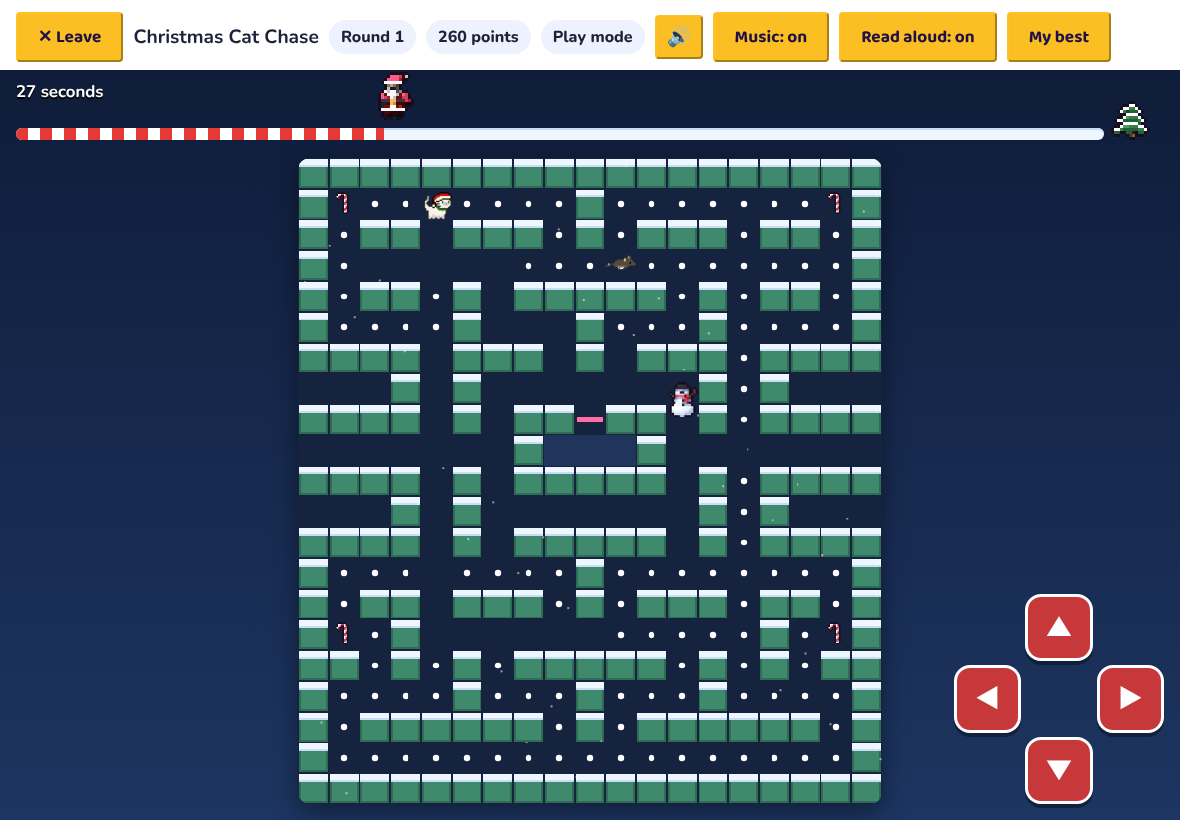 ✕ Leave
Christmas Cat Chase
Round 1
260 points
Play mode
Music: on
Read aloud: on
My best
27 seconds